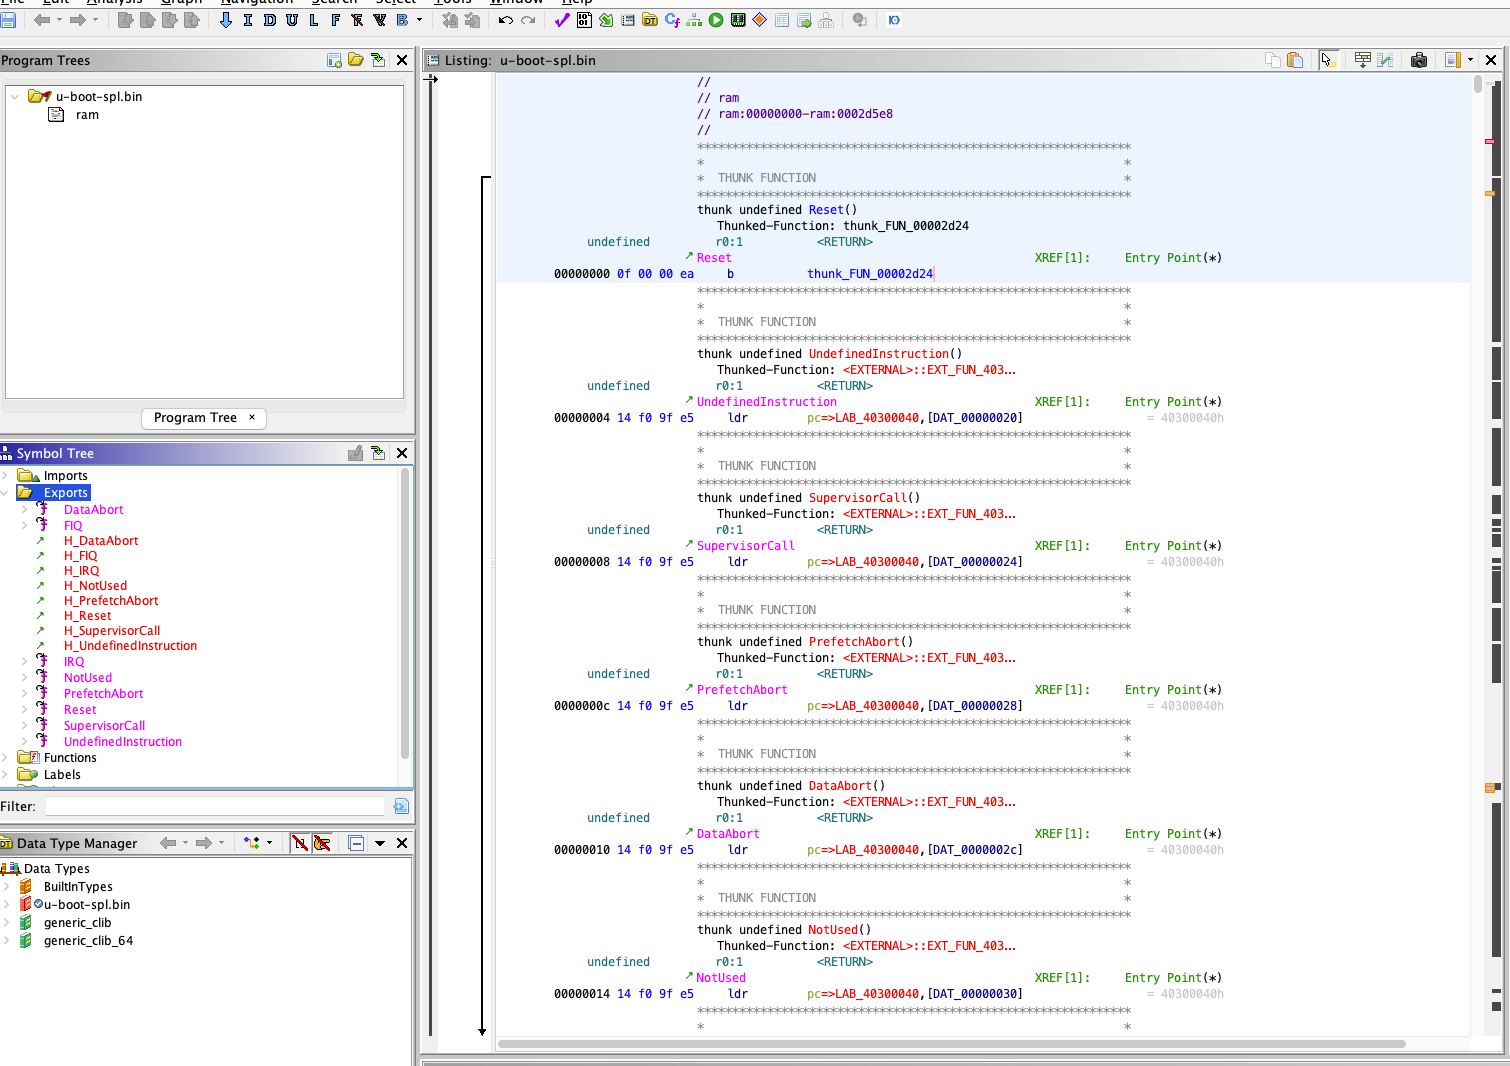 File Edit Analysis Graph Navigation Search Select Tools Window Help
I D U L F B
Program Trees
u-boot-spl.bin
ram
Program Tree ×
Symbol Tree
Imports
Exports
DataAbort
FIQ
H_DataAbort
H_FIQ
H_IRQ
H_NotUsed
H_PrefetchAbort
H_Reset
H_SupervisorCall
H_UndefinedInstruction
IRQ
NotUsed
PrefetchAbort
Reset
SupervisorCall
UndefinedInstruction
Functions
Labels
Filter:
Data Type Manager
Data Types
BuiltInTypes
u-boot-spl.bin
generic_clib
generic_clib_64
Listing: u-boot-spl.bin
//
// ram
// ram:00000000-ram:0002d5e8
//
**************************************************************
* *
* THUNK FUNCTION *
**************************************************************
thunk undefined Reset()
Thunked-Function: thunk_FUN_00002d24
undefined r0:1 <RETURN>
Reset XREF[1]: Entry Point(*)
00000000 0f 00 00 ea b thunk_FUN_00002d24
**************************************************************
* *
* THUNK FUNCTION *
**************************************************************
thunk undefined UndefinedInstruction()
Thunked-Function: <EXTERNAL>::EXT_FUN_403...
undefined r0:1 <RETURN>
UndefinedInstruction XREF[1]: Entry Point(*)
00000004 14 f0 9f e5 ldr pc=>LAB_40300040,[DAT_00000020] = 40300040h
**************************************************************
* *
* THUNK FUNCTION *
**************************************************************
thunk undefined SupervisorCall()
Thunked-Function: <EXTERNAL>::EXT_FUN_403...
undefined r0:1 <RETURN>
SupervisorCall XREF[1]: Entry Point(*)
00000008 14 f0 9f e5 ldr pc=>LAB_40300040,[DAT_00000024] = 40300040h
**************************************************************
* *
* THUNK FUNCTION *
**************************************************************
thunk undefined PrefetchAbort()
Thunked-Function: <EXTERNAL>::EXT_FUN_403...
undefined r0:1 <RETURN>
PrefetchAbort XREF[1]: Entry Point(*)
0000000c 14 f0 9f e5 ldr pc=>LAB_40300040,[DAT_00000028] = 40300040h
**************************************************************
* *
* THUNK FUNCTION *
**************************************************************
thunk undefined DataAbort()
Thunked-Function: <EXTERNAL>::EXT_FUN_403...
undefined r0:1 <RETURN>
DataAbort XREF[1]: Entry Point(*)
00000010 14 f0 9f e5 ldr pc=>LAB_40300040,[DAT_0000002c] = 40300040h
**************************************************************
* *
* THUNK FUNCTION *
**************************************************************
thunk undefined NotUsed()
Thunked-Function: <EXTERNAL>::EXT_FUN_403...
undefined r0:1 <RETURN>
NotUsed XREF[1]: Entry Point(*)
00000014 14 f0 9f e5 ldr pc=>LAB_40300040,[DAT_00000030] = 40300040h
**************************************************************
* *